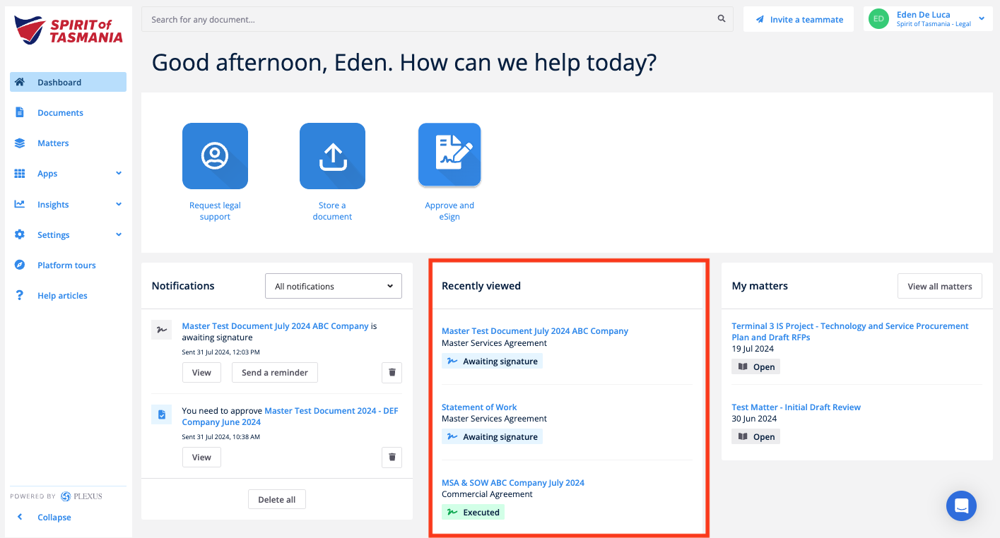 SPIRIT of
TASMANIA
Search for any document...
Invite a teammate
ED
Eden De Luca
Spirit of Tasmania - Legal
Good afternoon, Eden. How can we help today?
Dashboard
Documents
Matters
Apps
Insights
Settings
Platform tours
Help articles
POWERED BY PLEXUS
Collapse
Request legal
support
Store a
document
Approve and
eSign
Notifications
All notifications
Master Test Document July 2024 ABC Company is
awaiting signature
Sent 31 Jul 2024, 12:03 PM
View
Send a reminder
You need to approve Master Test Document 2024 - DEF
Company June 2024
Sent 31 Jul 2024, 10:38 AM
View
Delete all
Recently viewed
Master Test Document July 2024 ABC Company
Master Services Agreement
Awaiting signature
Statement of Work
Master Services Agreement
Awaiting signature
MSA & SOW ABC Company July 2024
Commercial Agreement
Executed
My matters
View all matters
Terminal 3 IS Project - Technology and Service Procurement
Plan and Draft RFPs
19 Jul 2024
Open
Test Matter - Initial Draft Review
30 Jun 2024
Open